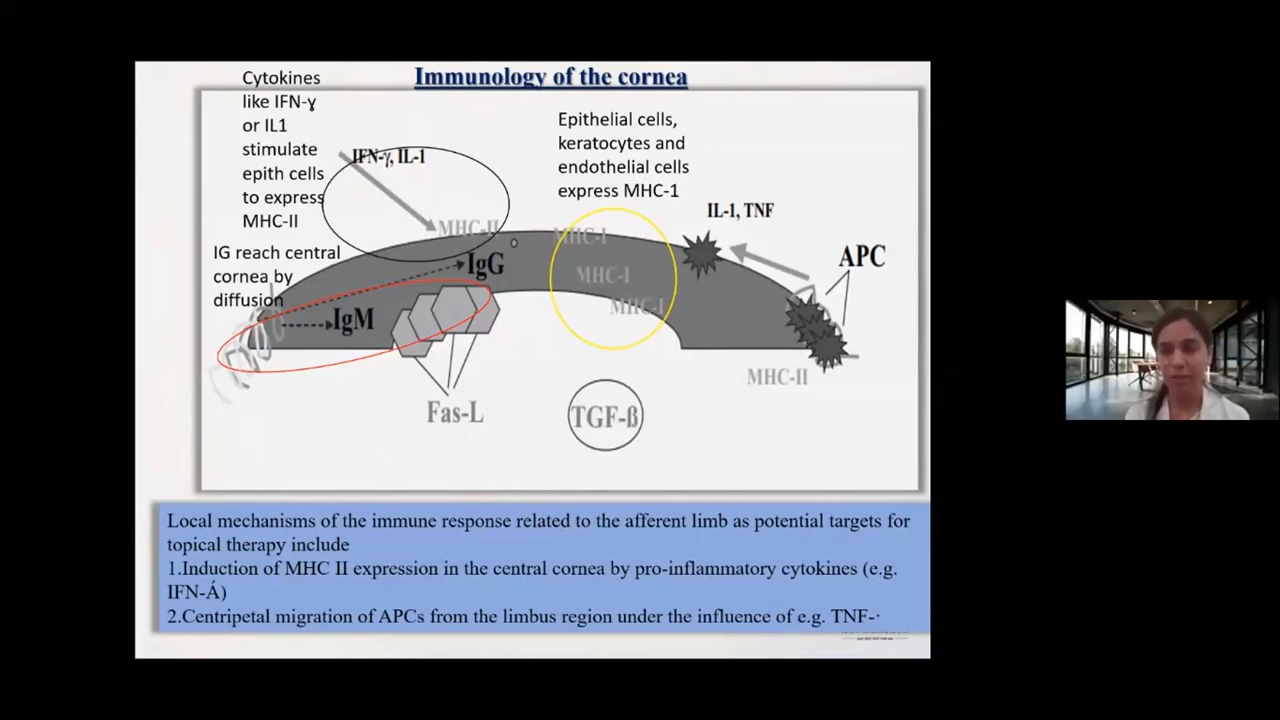 Immunology of the cornea
Cytokines
like IFN-ɣ
or IL1
stimulate
epith cells
to express
MHC-II
IG reach central
cornea by
diffusion
IFN-γ, IL-1
MHC-II
IgG
IgM
Fas-L
Epithelial cells,
keratocytes and
endothelial cells
express MHC-1
MHC-I
MHC-I
MHC-I
TGF-ß
IL-1, TNF
APC
MHC-II
Local mechanisms of the immune response related to the afferent limb as potential targets for
topical therapy include
1.Induction of MHC II expression in the central cornea by pro-inflammatory cytokines (e.g.
IFN-Á)
2.Centripetal migration of APCs from the limbus region under the influence of e.g. TNF-·